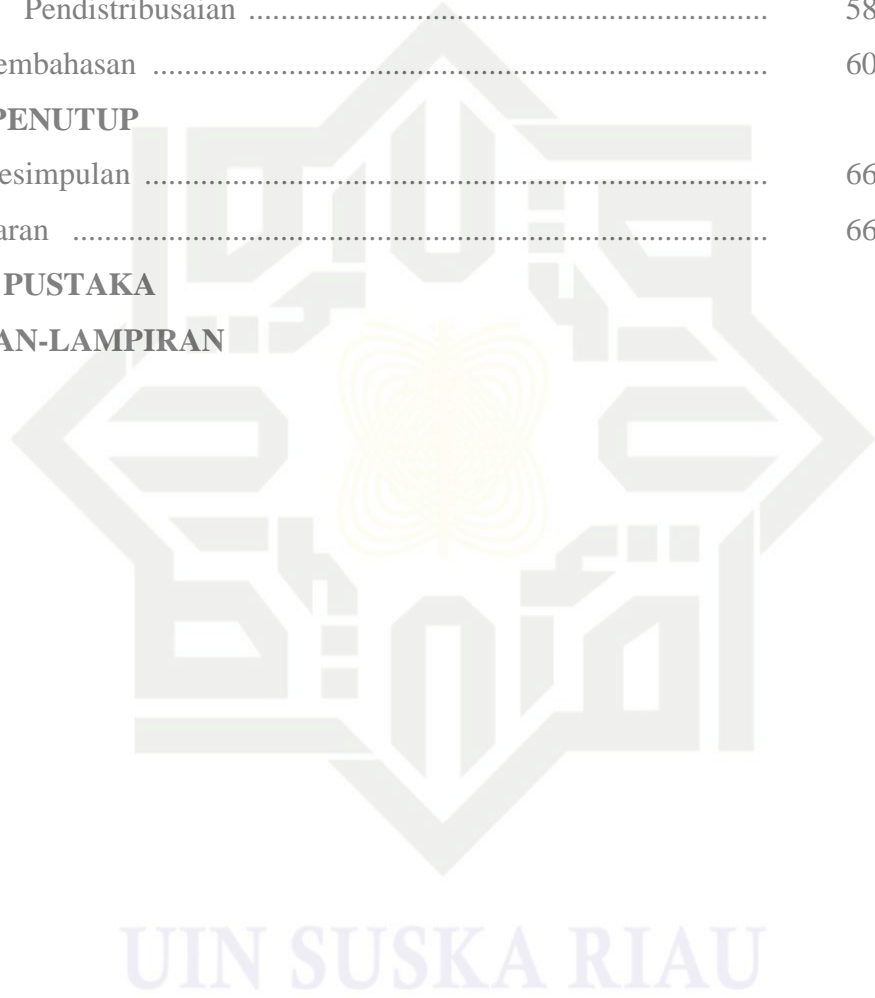 Pendistribusaian ...................................................... 58
embahasan ................................................................ 60
PENUTUP
esimpulan ................................................................. 66
aran ........................................................................ 66
PUSTAKA
AN-LAMPIRAN
UIN SUSKA RIAU